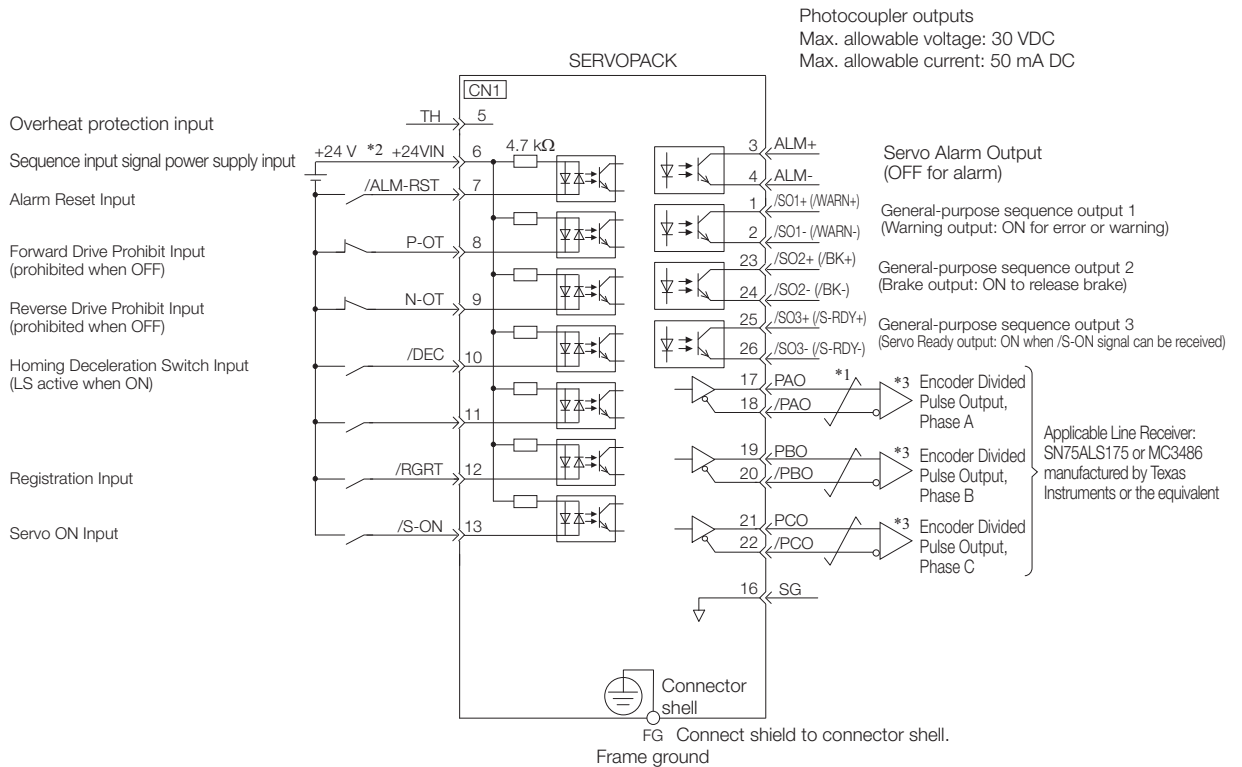 Photocoupler outputs
Max. allowable voltage: 30 VDC
Max. allowable current: 50 mA DC
SERVOPACK
CN1
Overheat protection input
TH
5
Sequence input signal power supply input
+24 V
*2
+24VIN
6
4.7 kΩ
Alarm Reset Input
/ALM-RST
7
Forward Drive Prohibit Input
(prohibited when OFF)
P-OT
8
Reverse Drive Prohibit Input
(prohibited when OFF)
N-OT
9
Homing Deceleration Switch Input
(LS active when ON)
/DEC
10
11
Registration Input
/RGRT
12
Servo ON Input
/S-ON
13
3
ALM+
4
ALM-
Servo Alarm Output
(OFF for alarm)
1
/SO1+ (/WARN+)
2
/SO1- (/WARN-)
General-purpose sequence output 1
(Warning output: ON for error or warning)
23
/SO2+ (/BK+)
24
/SO2- (/BK-)
General-purpose sequence output 2
(Brake output: ON to release brake)
25
/SO3+ (/S-RDY+)
26
/SO3- (/S-RDY-)
General-purpose sequence output 3
(Servo Ready output: ON when /S-ON signal can be received)
17
PAO
18
/PAO
*1
*3
Encoder Divided
Pulse Output,
Phase A
19
PBO
20
/PBO
*3
Encoder Divided
Pulse Output,
Phase B
21
PCO
22
/PCO
*3
Encoder Divided
Pulse Output,
Phase C
Applicable Line Receiver:
SN75ALS175 or MC3486
manufactured by Texas
Instruments or the equivalent
16
SG
Connector
shell
FG
Connect shield to connector shell.
Frame ground